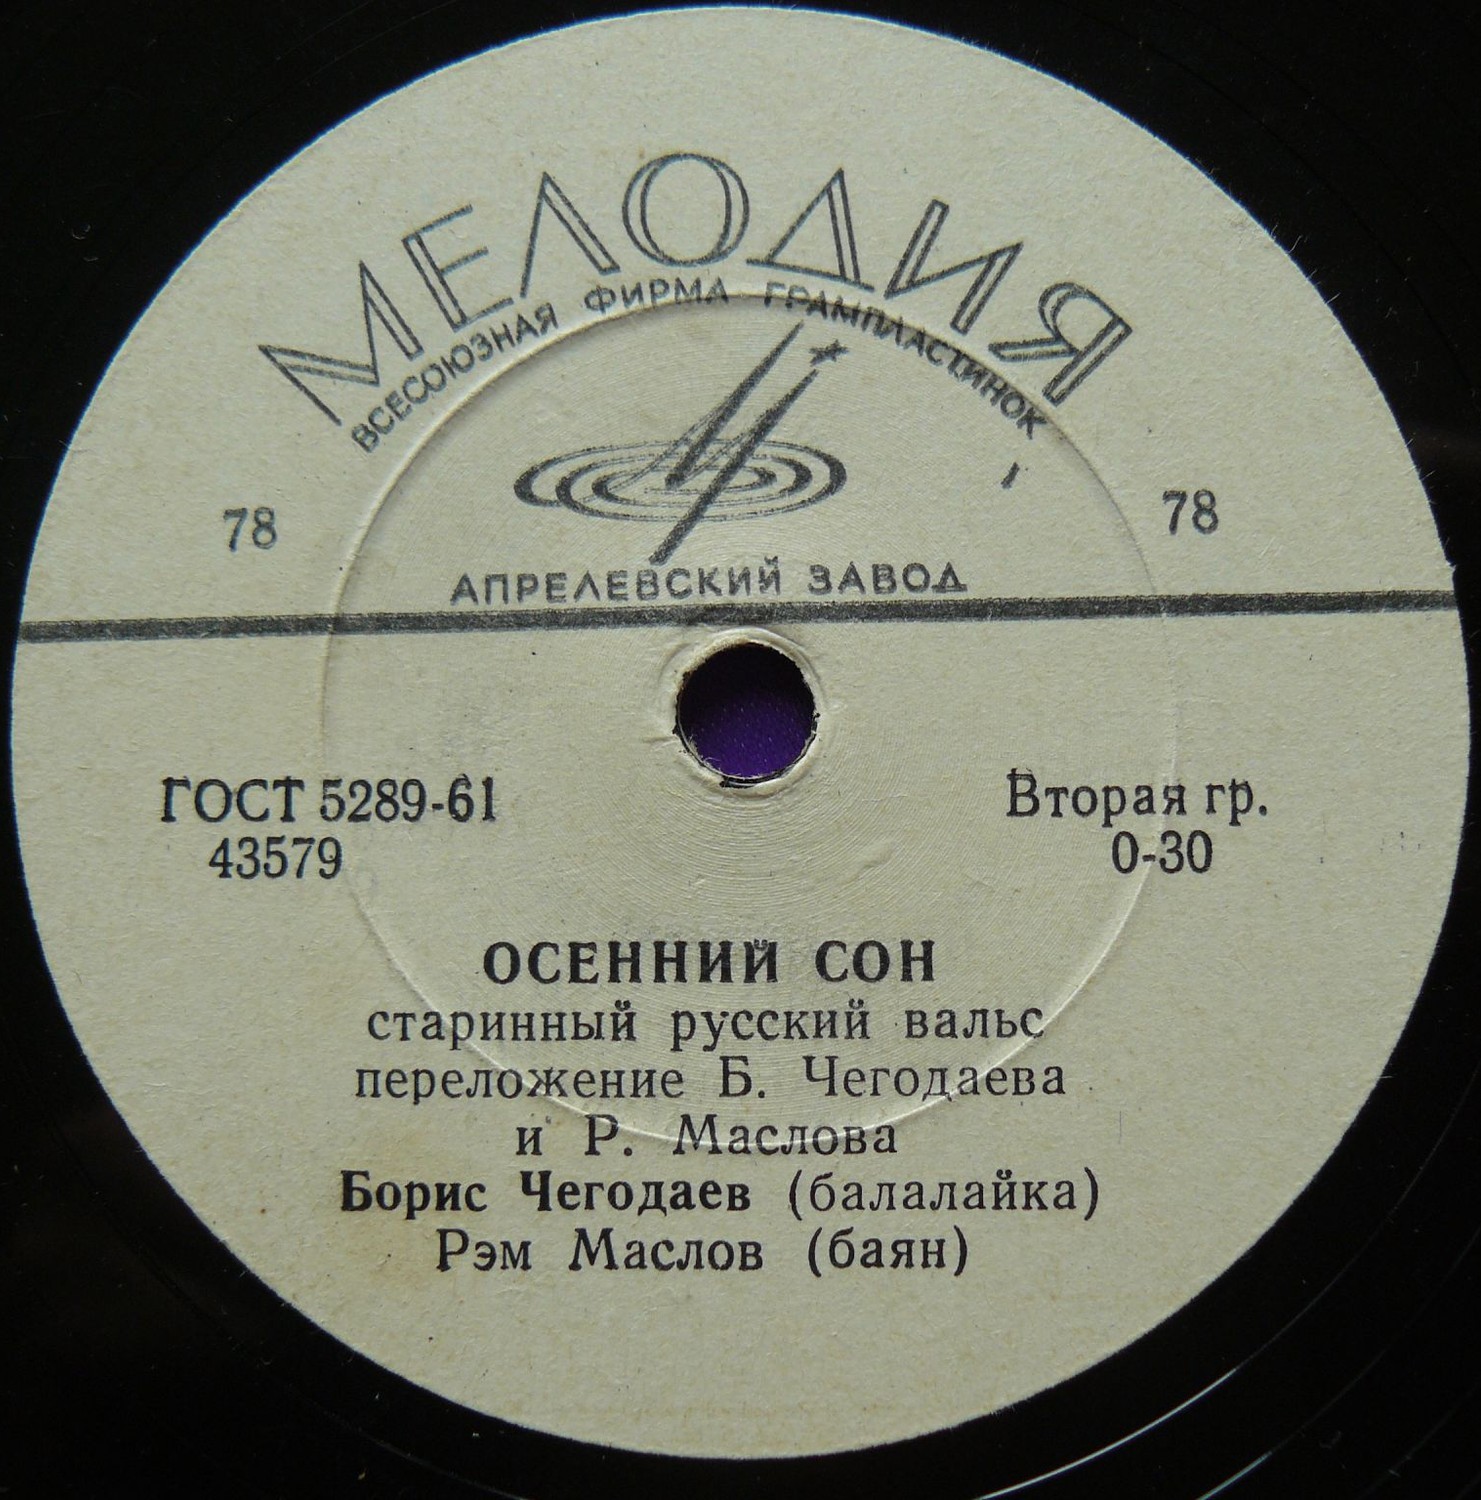 МЕЛОДИЯ
ВСЕСОЮЗНАЯ ФИРМА ГРАМПЛАСТИНОК
78 78
АПРЕЛЕВСКИЙ ЗАВОД
ГОСТ 5289-61 Вторая гр.
43579 0-30
ОСЕННИЙ СОН
старинный русский вальс
переложение Б. Чегодаева
и Р. Маслова
Борис Чегодаев (балалайка)
Рэм Маслов (баян)